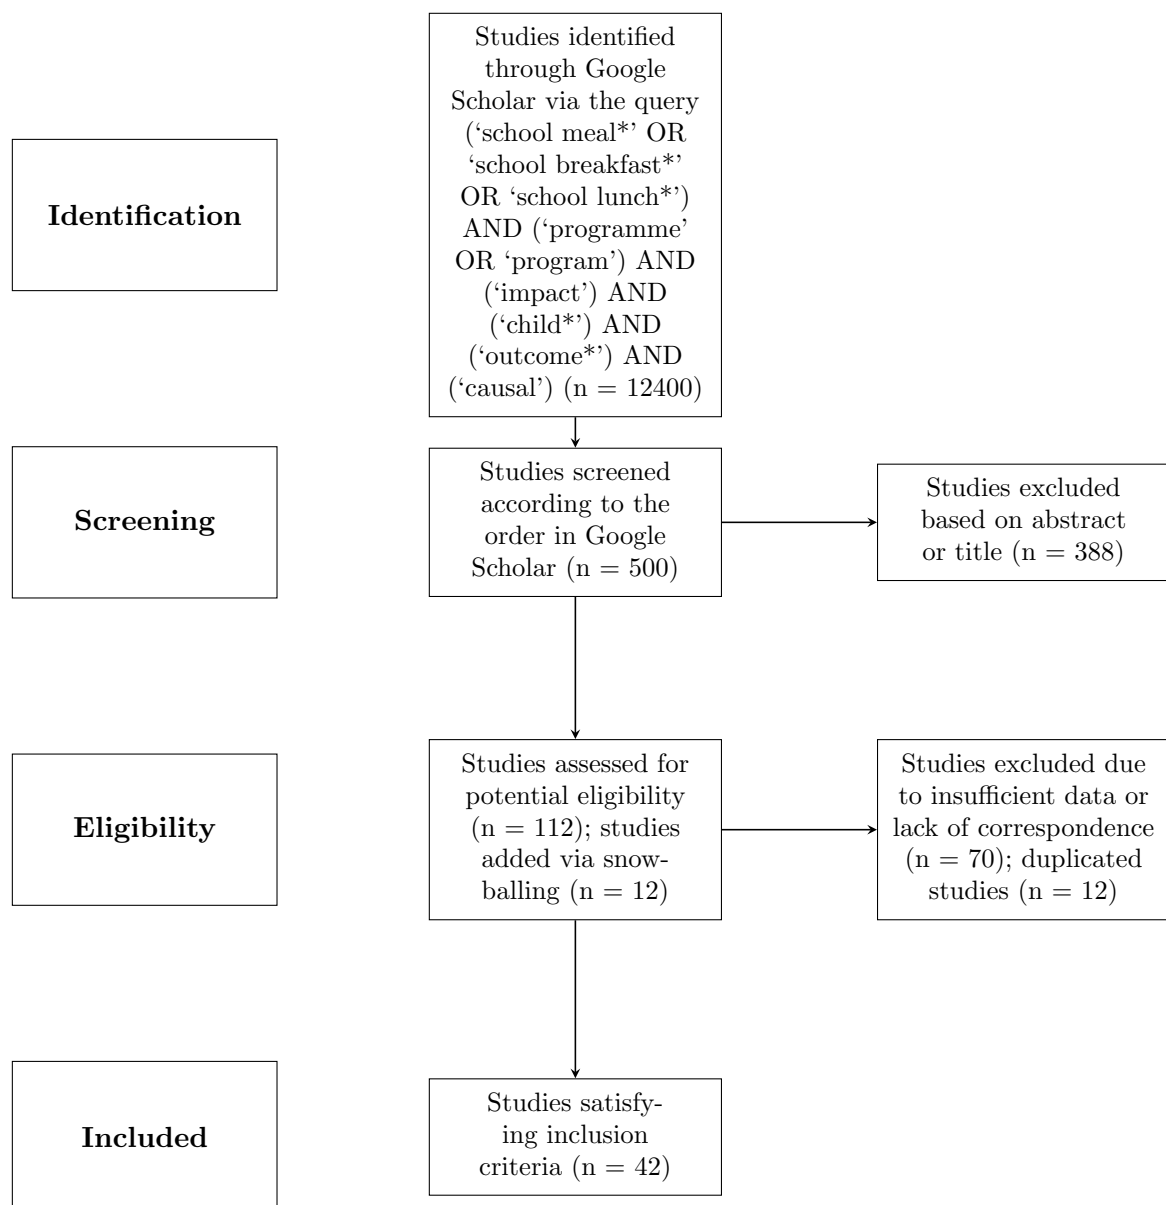 Studies identified
through Google
Scholar via the query
(‘school meal*’ OR
‘school breakfast*’
OR ‘school lunch*’)
AND (‘programme’
OR ‘program’) AND
(‘impact’) AND
(‘child*’) AND
(‘outcome*’) AND
(‘causal’) (n = 12400)
Identification
Screening
Studies screened
according to the
order in Google
Scholar (n = 500)
Studies excluded
based on abstract
or title (n = 388)
Eligibility
Studies assessed for
potential eligibility
(n = 112); studies
added via snow-
balling (n = 12)
Studies excluded due
to insufficient data or
lack of correspondence
(n = 70); duplicated
studies (n = 12)
Included
Studies satisfy-
ing inclusion
criteria (n = 42)